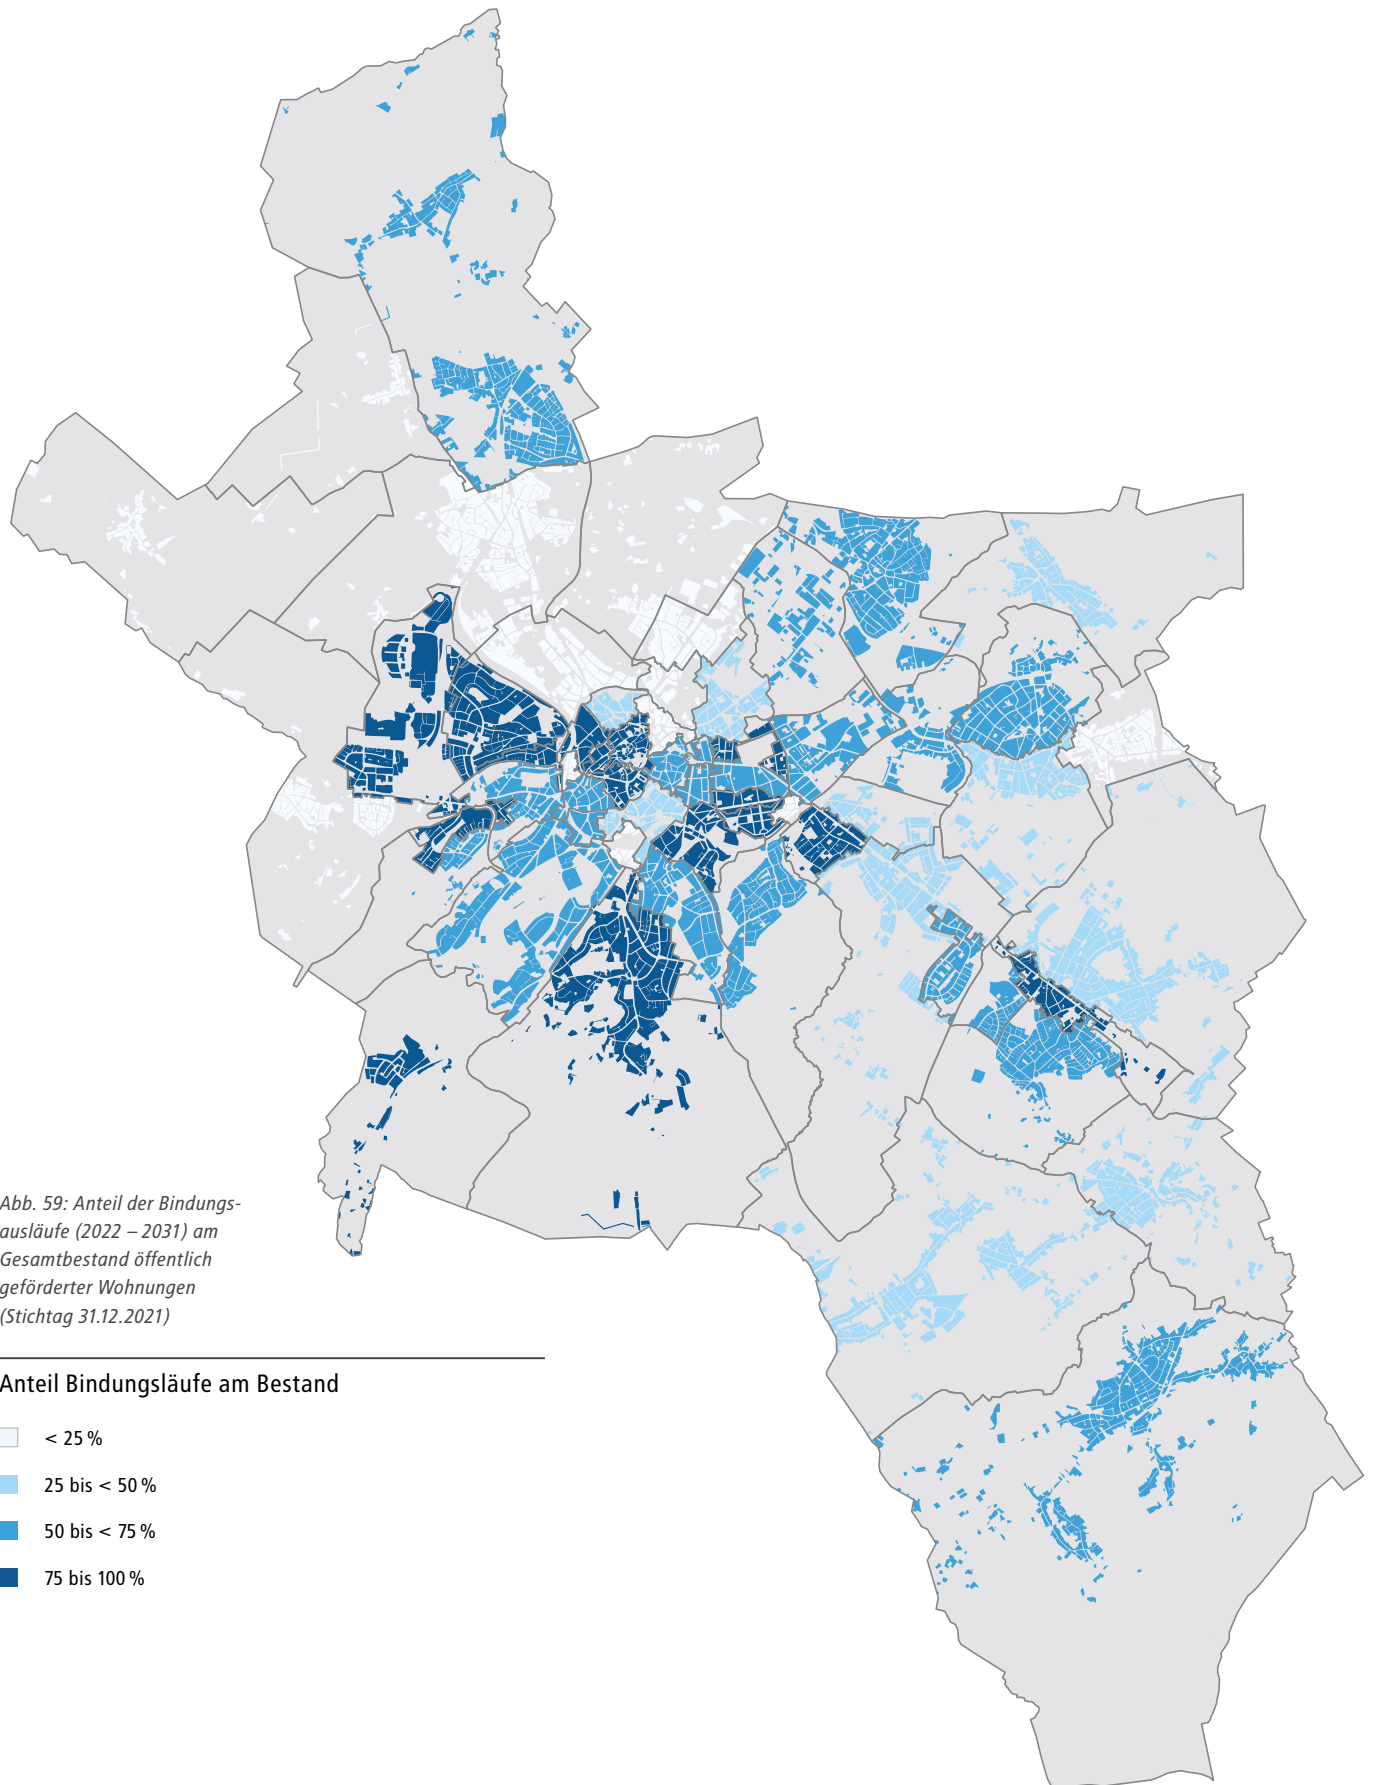 Abb. 59: Anteil der Bindungs-
ausläufe (2022 – 2031) am
Gesamtbestand öffentlich
geförderter Wohnungen
(Stichtag 31.12.2021)
Anteil Bindungsläufe am Bestand
< 25 %
25 bis < 50 %
50 bis < 75 %
75 bis 100 %